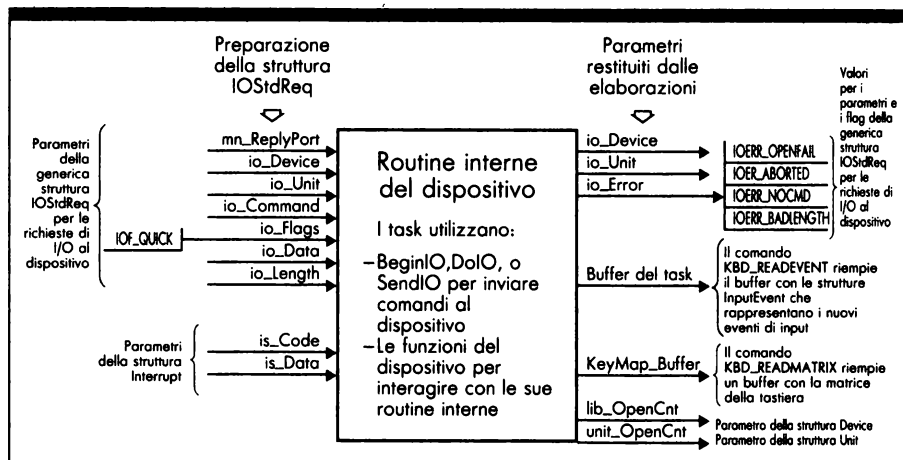 Preparazione
della struttura
IOStdReq
Parametri
restituiti dalle
elaborazioni
Valori
per i
parametri e
i flag della
generica
struttura
IOStdReq
per le
richieste di
I/O al
dispositivo
Parametri
della
generica
struttura
IOStdReq
per le
richieste di
I/O al
dispositivo
IOF_QUICK
mn_ReplyPort
io_Device
io_Unit
io_Command
io_Flags
io_Data
io_Length
Parametri
della struttura
Interrupt
is_Code
is_Data
Routine interne
del dispositivo
I task utilizzano:
–BeginIO,DoIO, o
SendIO per inviare
comandi al
dispositivo
–Le funzioni del
dispositivo per
interagire con le sue
routine interne
io_Device
io_Unit
io_Error
IOERR_OPENFAIL
IOER_ABORTED
IOERR_NOCMD
IOERR_BADLENGTH
Buffer del task
Il comando
KBD_READEVENT riempie
il buffer con le strutture
InputEvent che
rappresentano i nuovi
eventi di input
KeyMap_Buffer
Il comando
KBD_READMATRIX riempie
un buffer con la matrice
della tastiera
lib_OpenCnt
Parametro della struttura Device
unit_OpenCnt
Parametro della struttura Unit